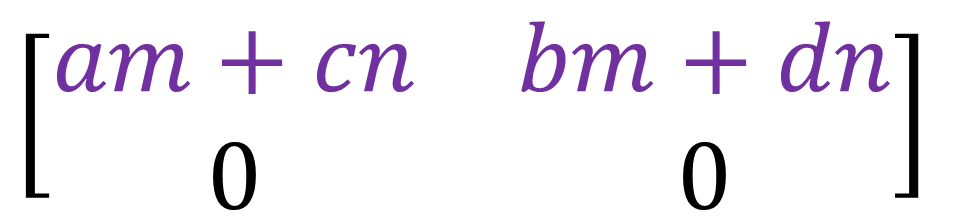 [am + cn bm + dn]
0 0